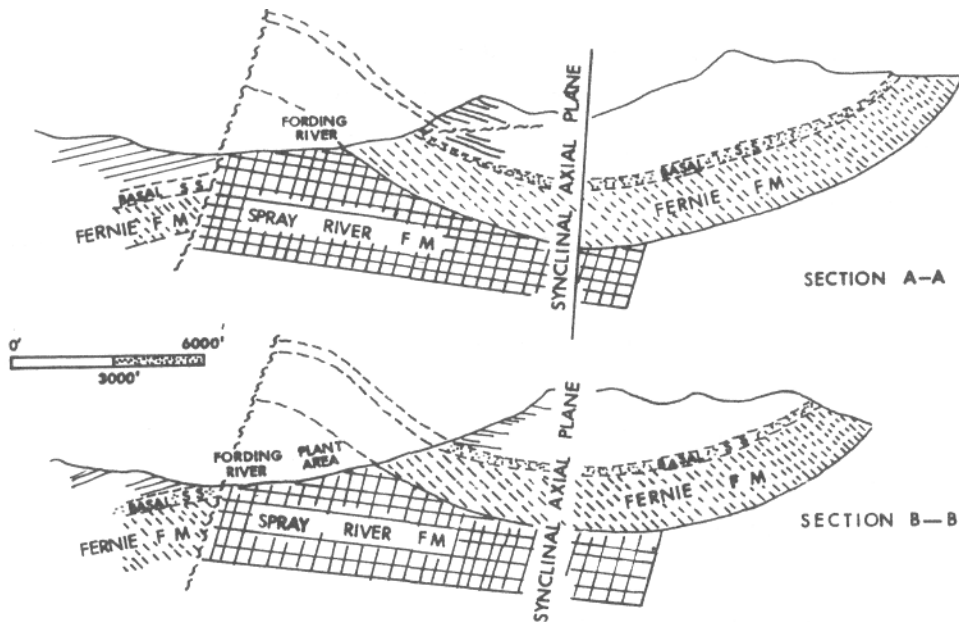 FORDING
RIVER
SYNCLINAL AXIAL PLANE
BASAL S S
FERNIE F M
SPRAY RIVER F M
BASAL S S
FERNIE F M
SECTION A–A
0' 6000'
3000'
FORDING
RIVER
PLANT
AREA
SYNCLINAL AXIAL PLANE
BASAL S S
FERNIE F M
SPRAY RIVER F M
BASAL S S
FERNIE F M
SECTION B—B